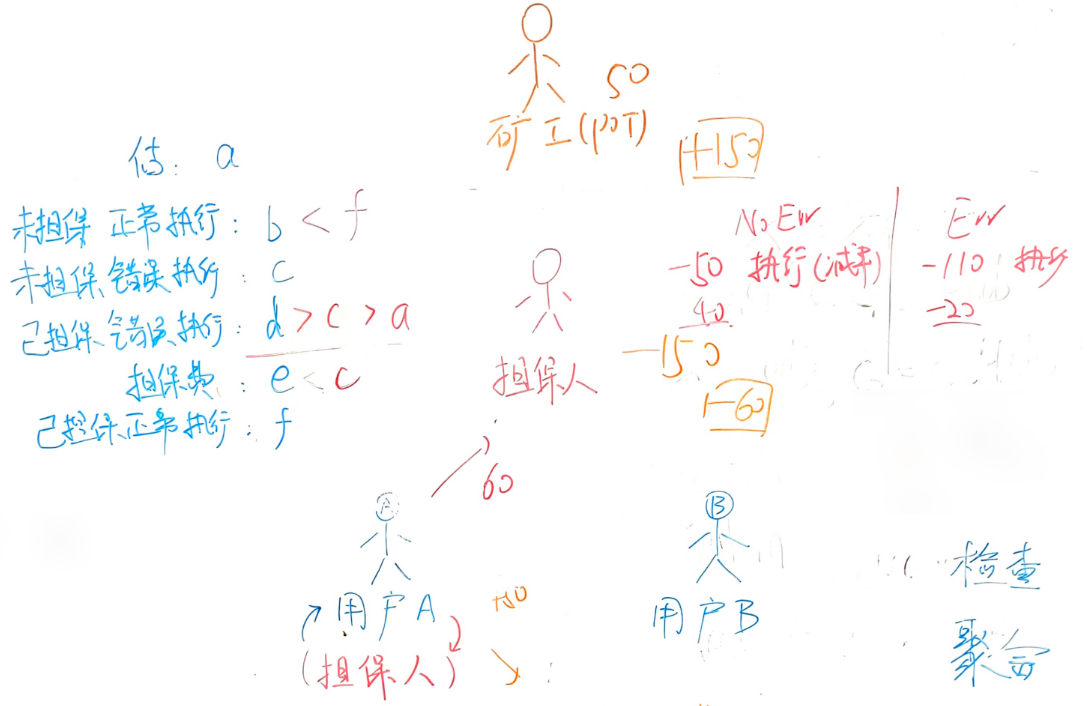 50
矿工(POT)
+150
估: a
未担保 正常执行: b < f
未担保 错误执行: c
已担保 错误执行: d > c > a
担保费: e < c
已担保正常执行: f
担保人
No Err
-50 执行(减半)
40
-150
-60
Err
-110 执行
-20
60
A
用户A
(担保人)
B
用户B
检查
聚合